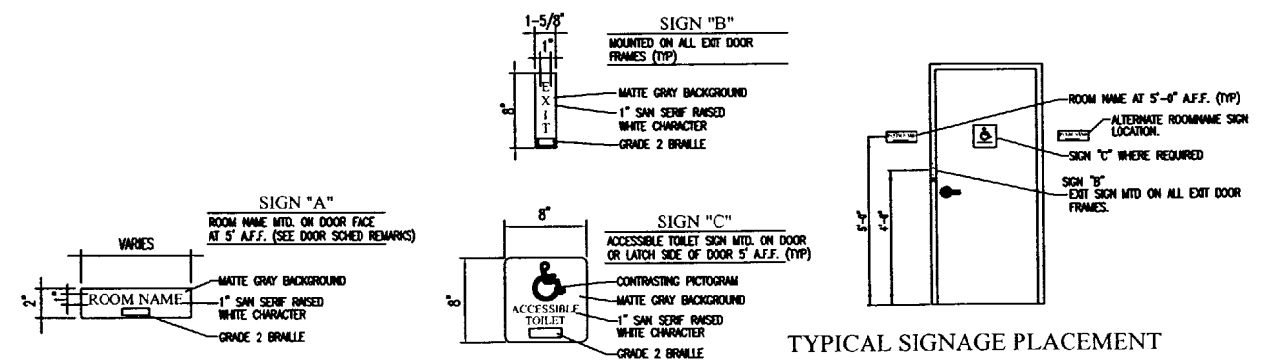 SIGN "A"
ROOM NAME MTD. ON DOOR FACE
AT 5' A.F.F. (SEE DOOR SCHED REMARKS)
VARIES
2"
1"
ROOM NAME
MATTE GRAY BACKGROUND
1" SAN SERIF RAISED
WHITE CHARACTER
GRADE 2 BRAILLE
SIGN "B"
MOUNTED ON ALL EXIT DOOR
FRAMES (TYP)
1-5/8"
1"
8"
E
X
I
T
MATTE GRAY BACKGROUND
1" SAN SERIF RAISED
WHITE CHARACTER
GRADE 2 BRAILLE
SIGN "C"
ACCESSIBLE TOILET SIGN MTD. ON DOOR
OR LATCH SIDE OF DOOR 5' A.F.F. (TYP)
8"
8"
ACCESSIBLE
TOILET
CONTRASTING PICTOGRAM
MATTE GRAY BACKGROUND
1" SAN SERIF RAISED
WHITE CHARACTER
GRADE 2 BRAILLE
ROOM NAME AT 5'-0" A.F.F. (TYP)
ALTERNATE ROOMNAME SIGN
LOCATION.
SIGN "C" WHERE REQUIRED
SIGN "B"
EXIT SIGN MTD ON ALL EXIT DOOR
FRAMES.
5'-0"
4'-0"
TYPICAL SIGNAGE PLACEMENT